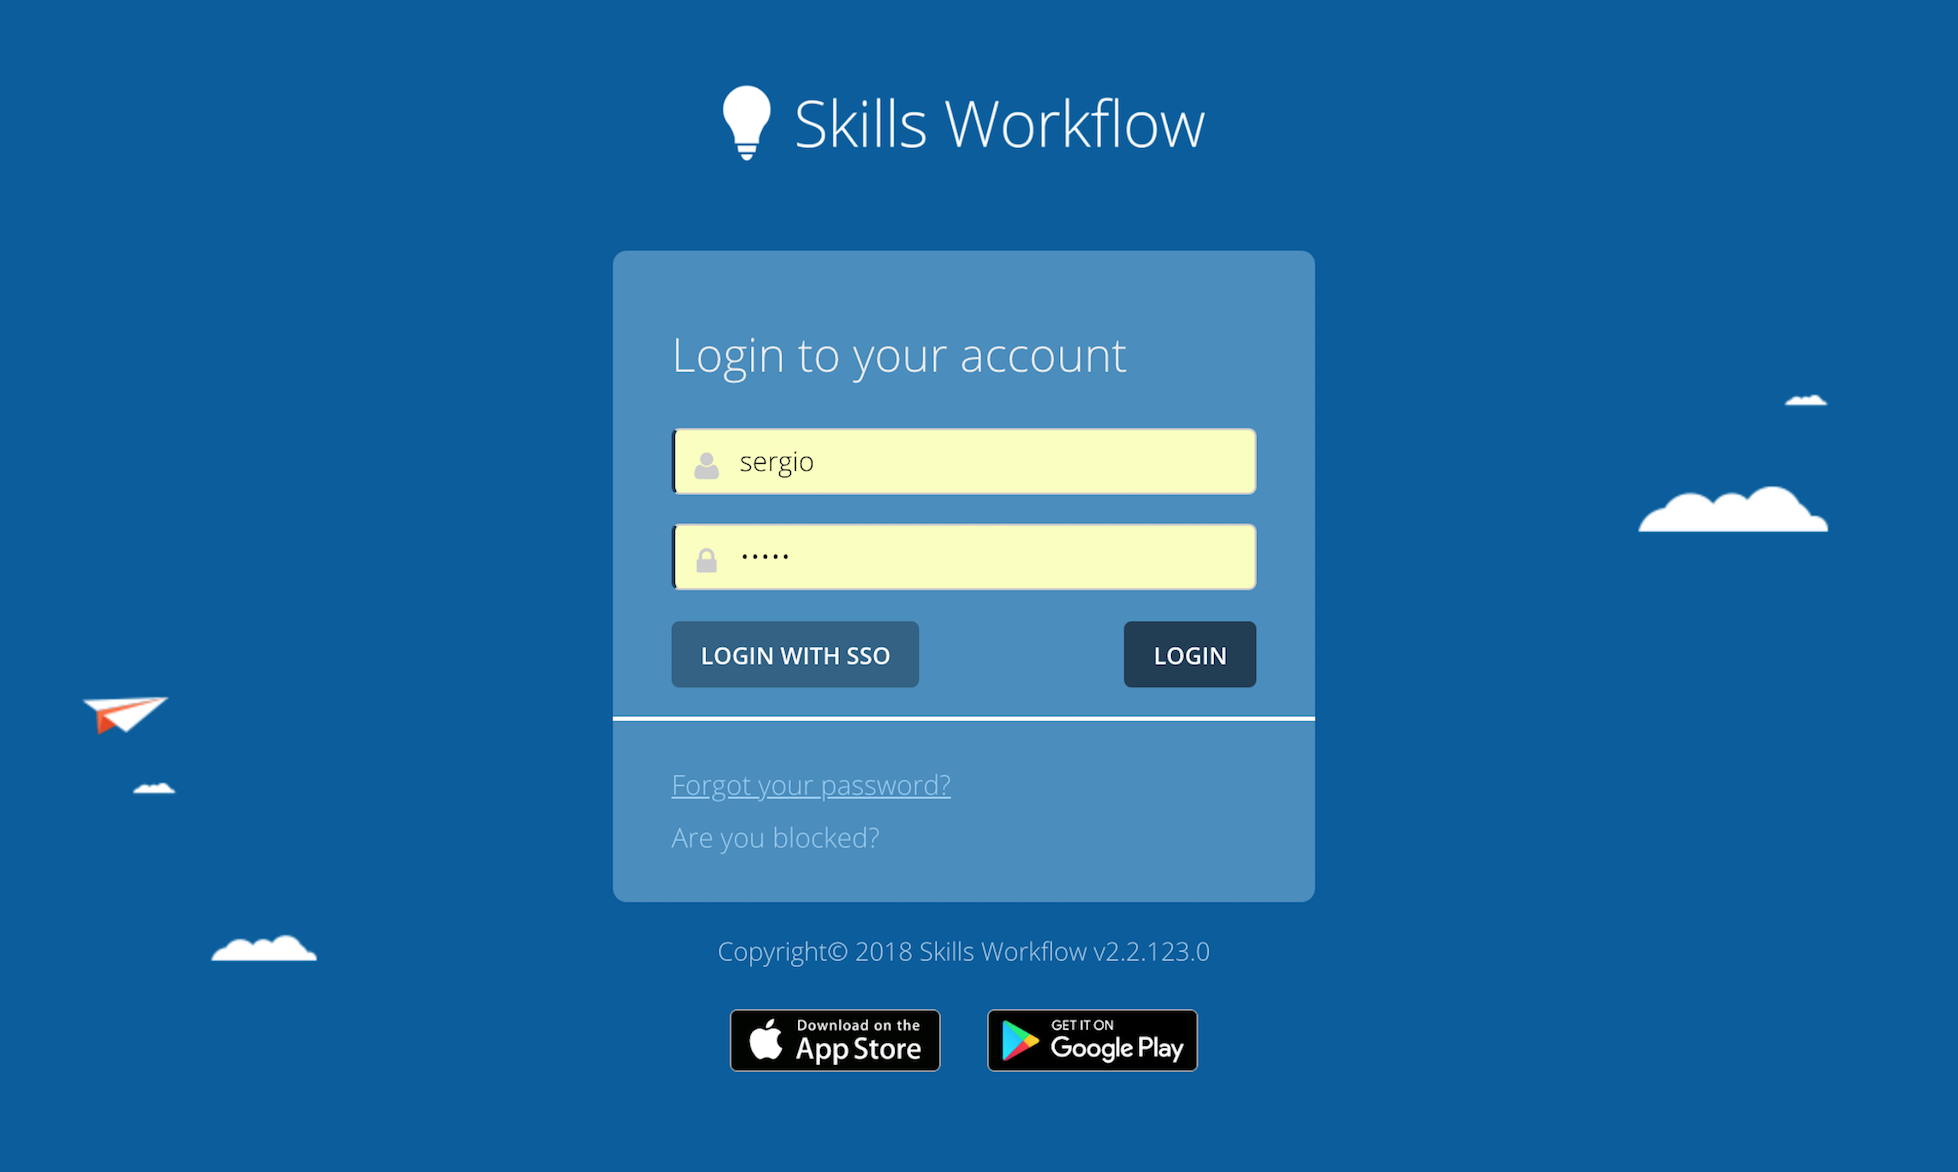 Skills Workflow
Login to your account
sergio
•••••
LOGIN WITH SSO
LOGIN
Forgot your password?
Are you blocked?
Copyright© 2018 Skills Workflow v2.2.123.0
Download on the
App Store
GET IT ON
Google Play